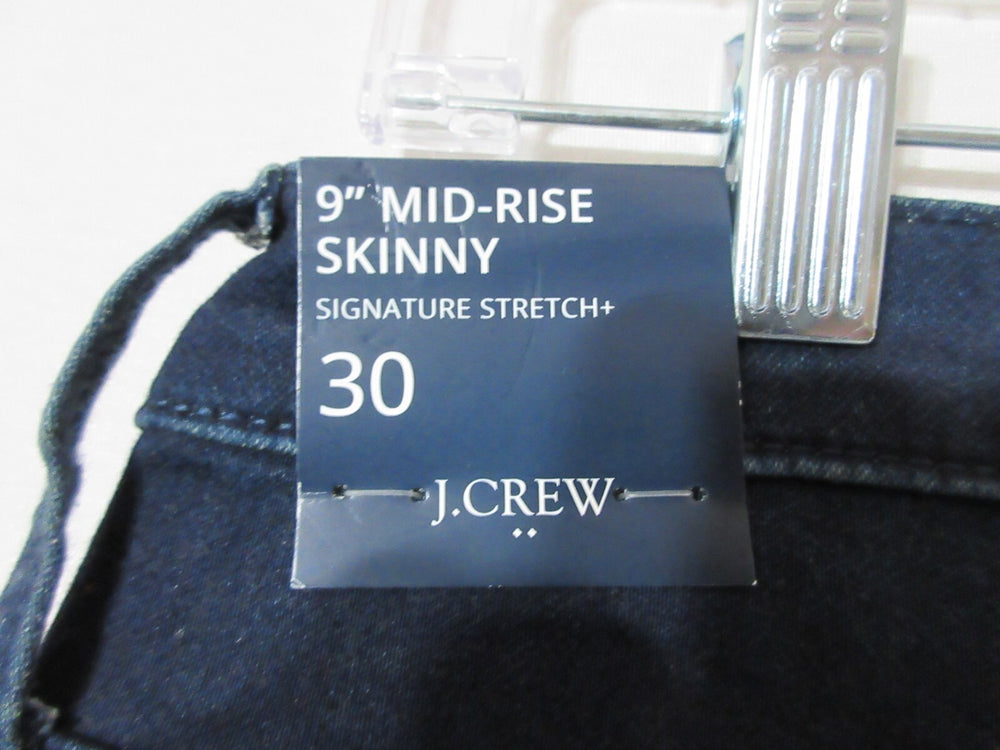 9” MID-RISE
SKINNY
SIGNATURE STRETCH+
30
J.CREW